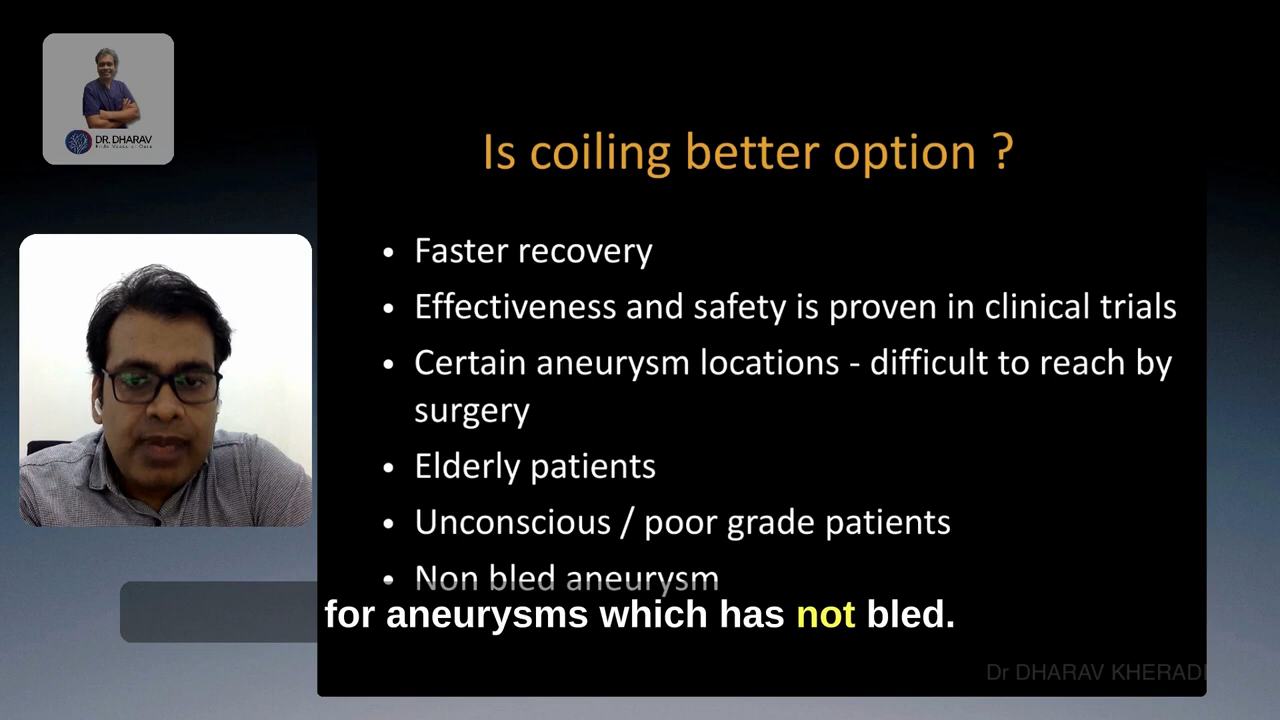 DR. DHARAV
Is coiling better option ?
• Faster recovery
• Effectiveness and safety is proven in clinical trials
• Certain aneurysm locations - difficult to reach by
surgery
• Elderly patients
• Unconscious / poor grade patients
• Non bled aneurysm
for aneurysms which has not bled.
Dr DHARAV KHERADI